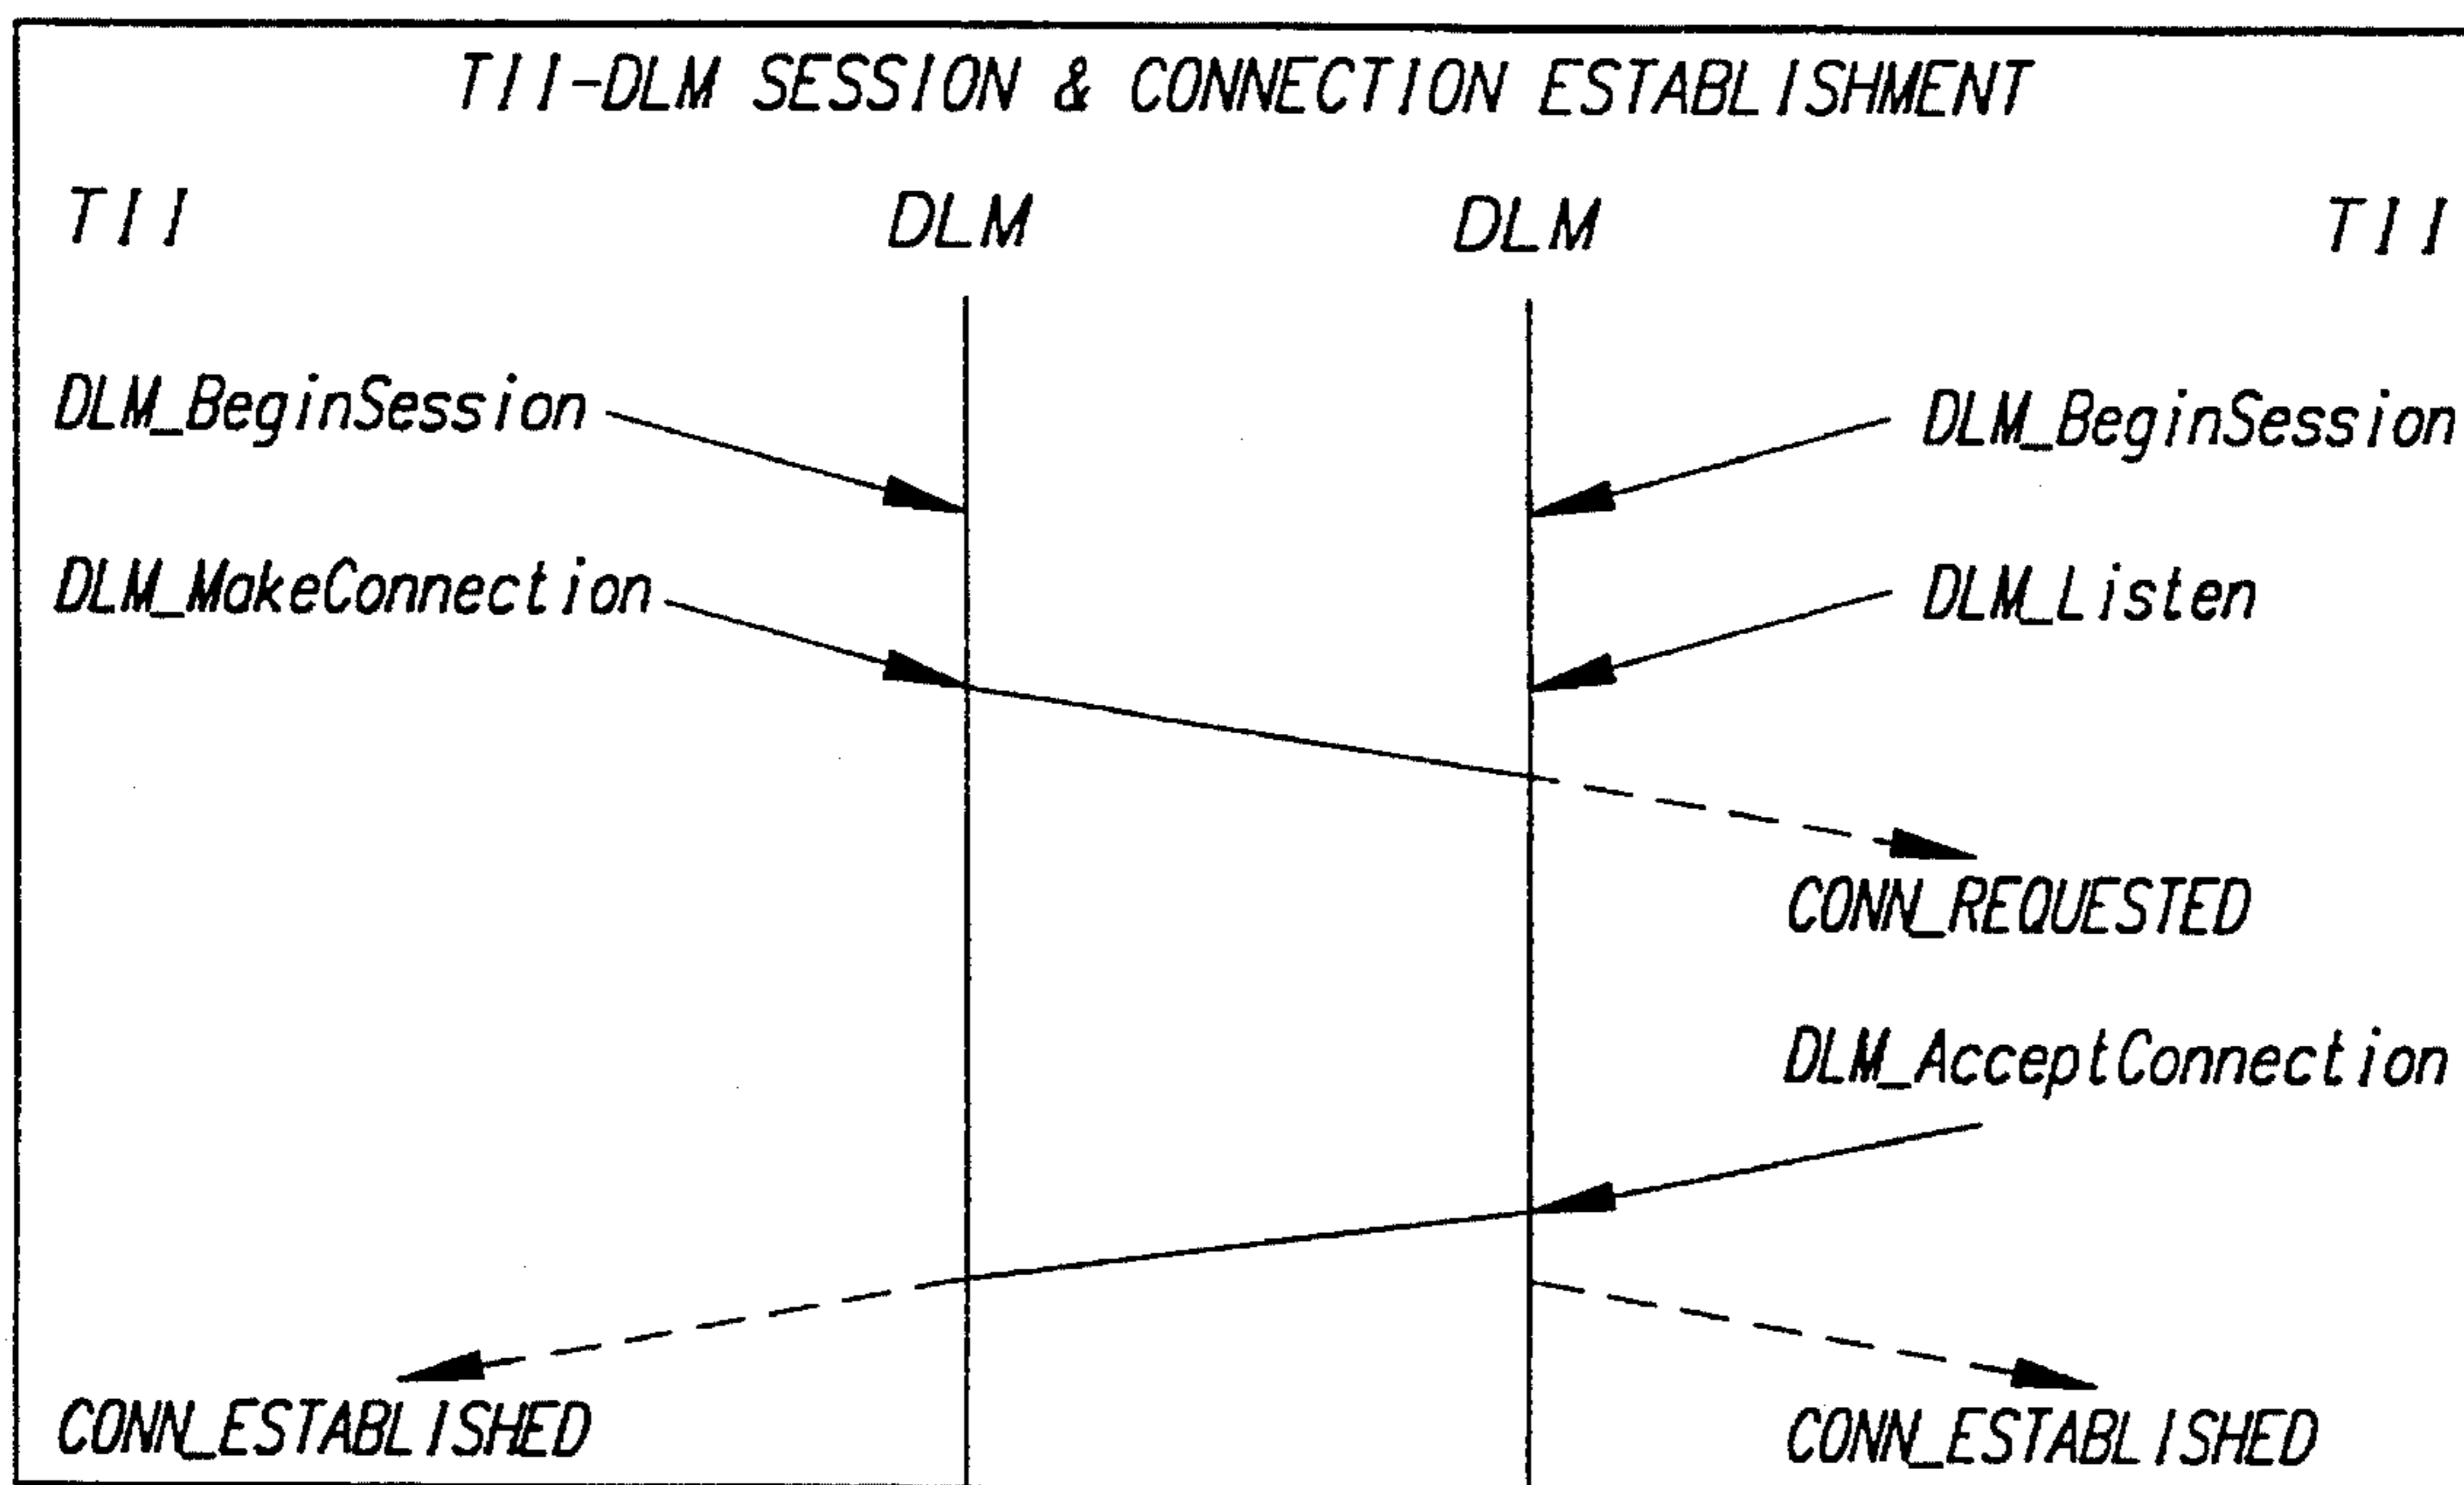 TII-DLM SESSION & CONNECTION ESTABLISHMENT
TII DLM DLM TII
DLM_BeginSession DLM_BeginSession
DLM_MakeConnection DLM_Listen
CONN_REQUESTED
DLM_AcceptConnection
CONN_ESTABLISHED CONN_ESTABLISHED